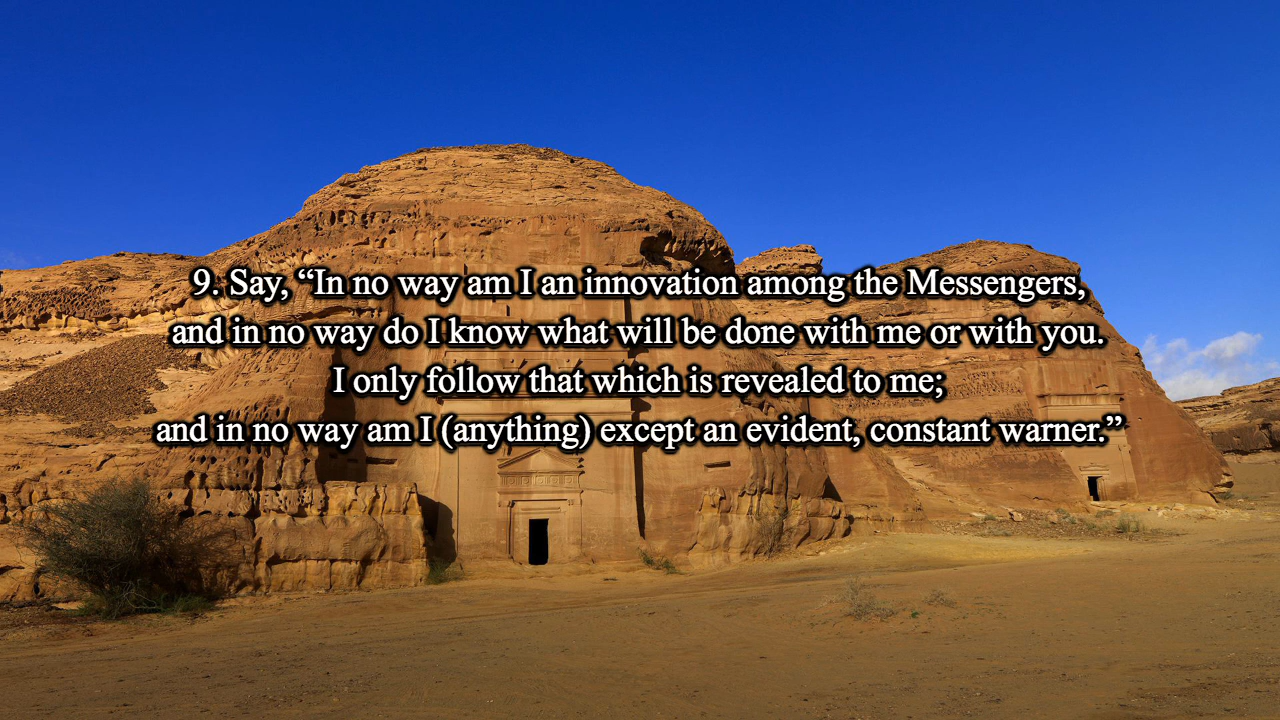 9. Say, “In no way am I an innovation among the Messengers,
and in no way do I know what will be done with me or with you.
I only follow that which is revealed to me;
and in no way am I (anything) except an evident, constant warner.”